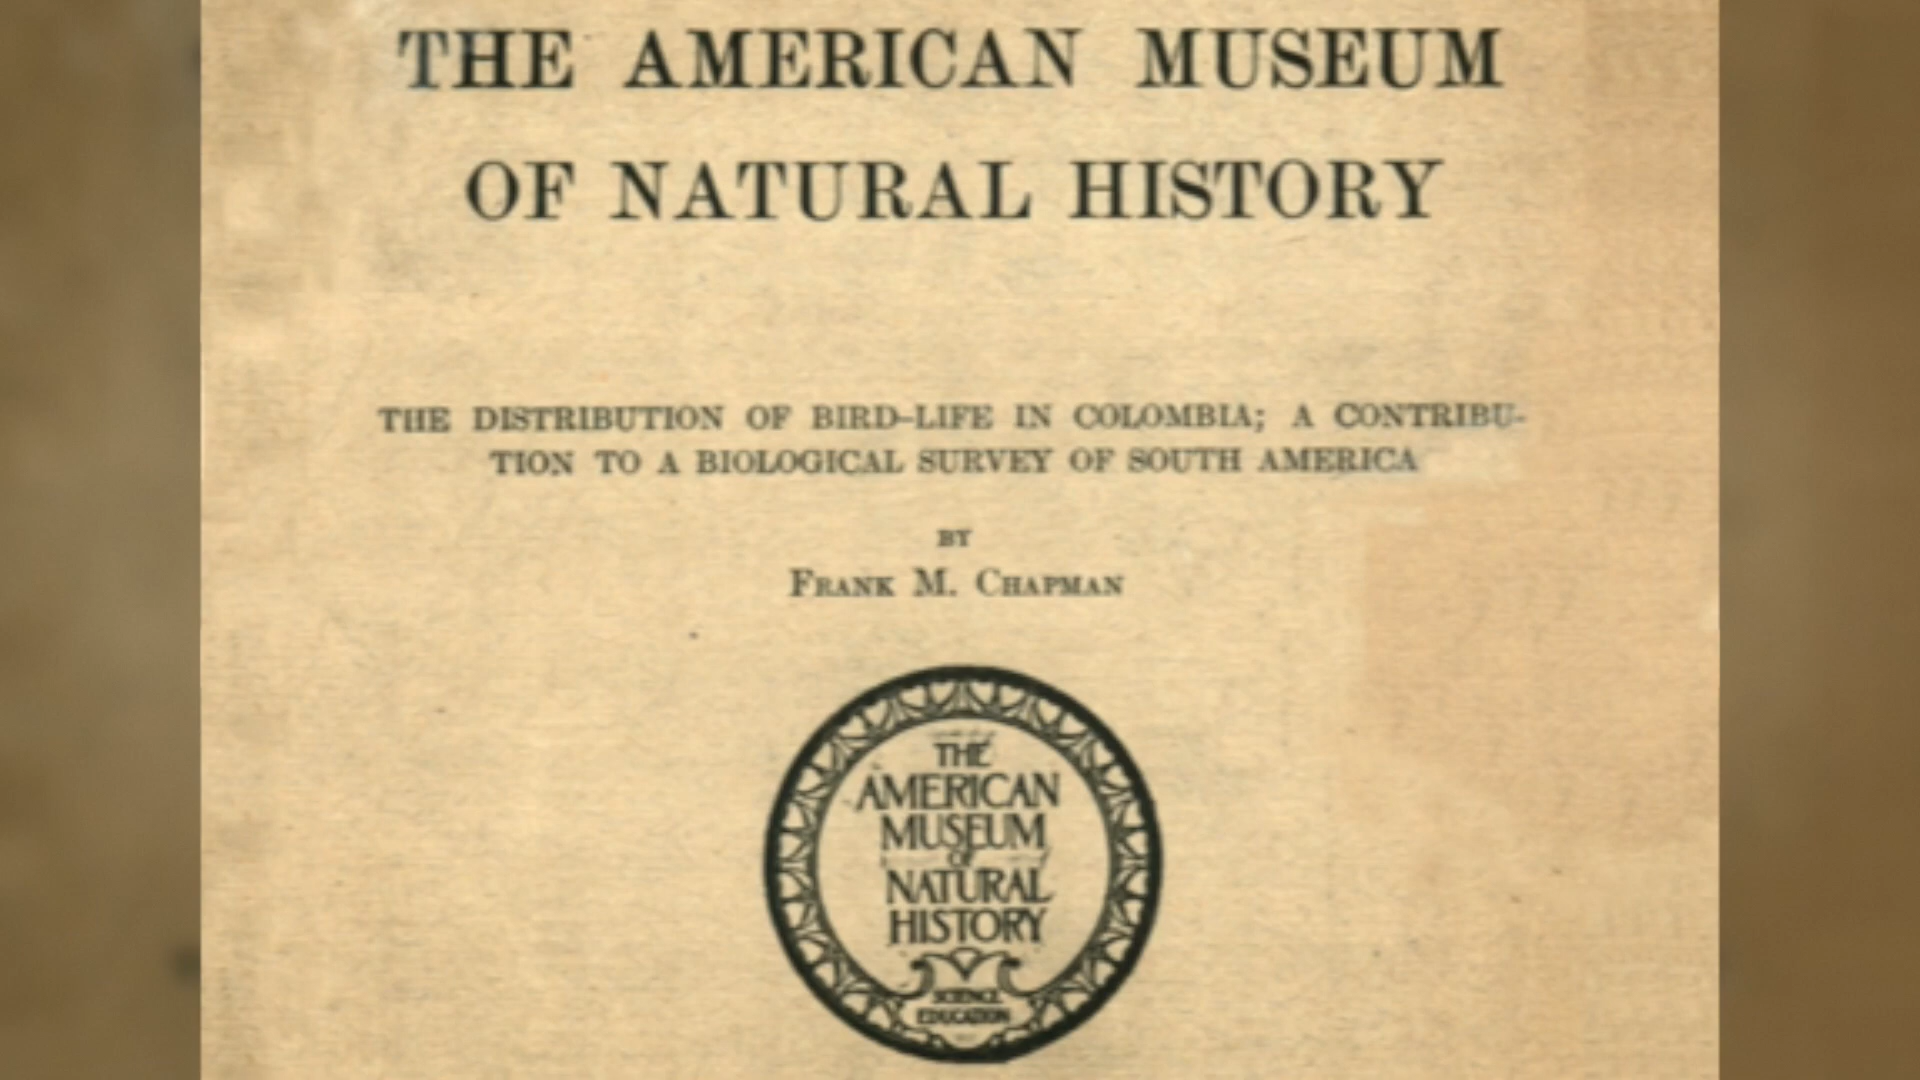 THE AMERICAN MUSEUM
OF NATURAL HISTORY
THE DISTRIBUTION OF BIRD-LIFE IN COLOMBIA; A CONTRIBU-
TION TO A BIOLOGICAL SURVEY OF SOUTH AMERICA
BY
FRANK M. CHAPMAN
THE
AMERICAN
MUSEUM
OF
NATURAL
HISTORY
SCIENCE
EDUCATION